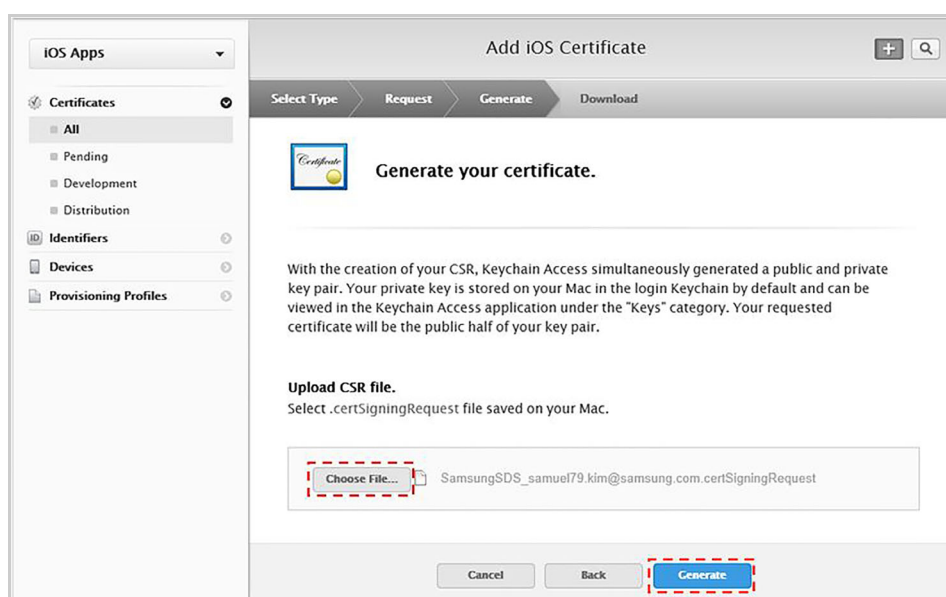 iOS Apps
Add iOS Certificate
Certificates
All
Pending
Development
Distribution
ID Identifiers
Devices
Provisioning Profiles
Select Type Request Generate Download
Certificate
Generate your certificate.
With the creation of your CSR, Keychain Access simultaneously generated a public and private
key pair. Your private key is stored on your Mac in the login Keychain by default and can be
viewed in the Keychain Access application under the "Keys" category. Your requested
certificate will be the public half of your key pair.
Upload CSR file.
Select .certSigningRequest file saved on your Mac.
Choose File... SamsungSDS_samuel79.kim@samsung.com.certSigningRequest
Cancel Back Generate